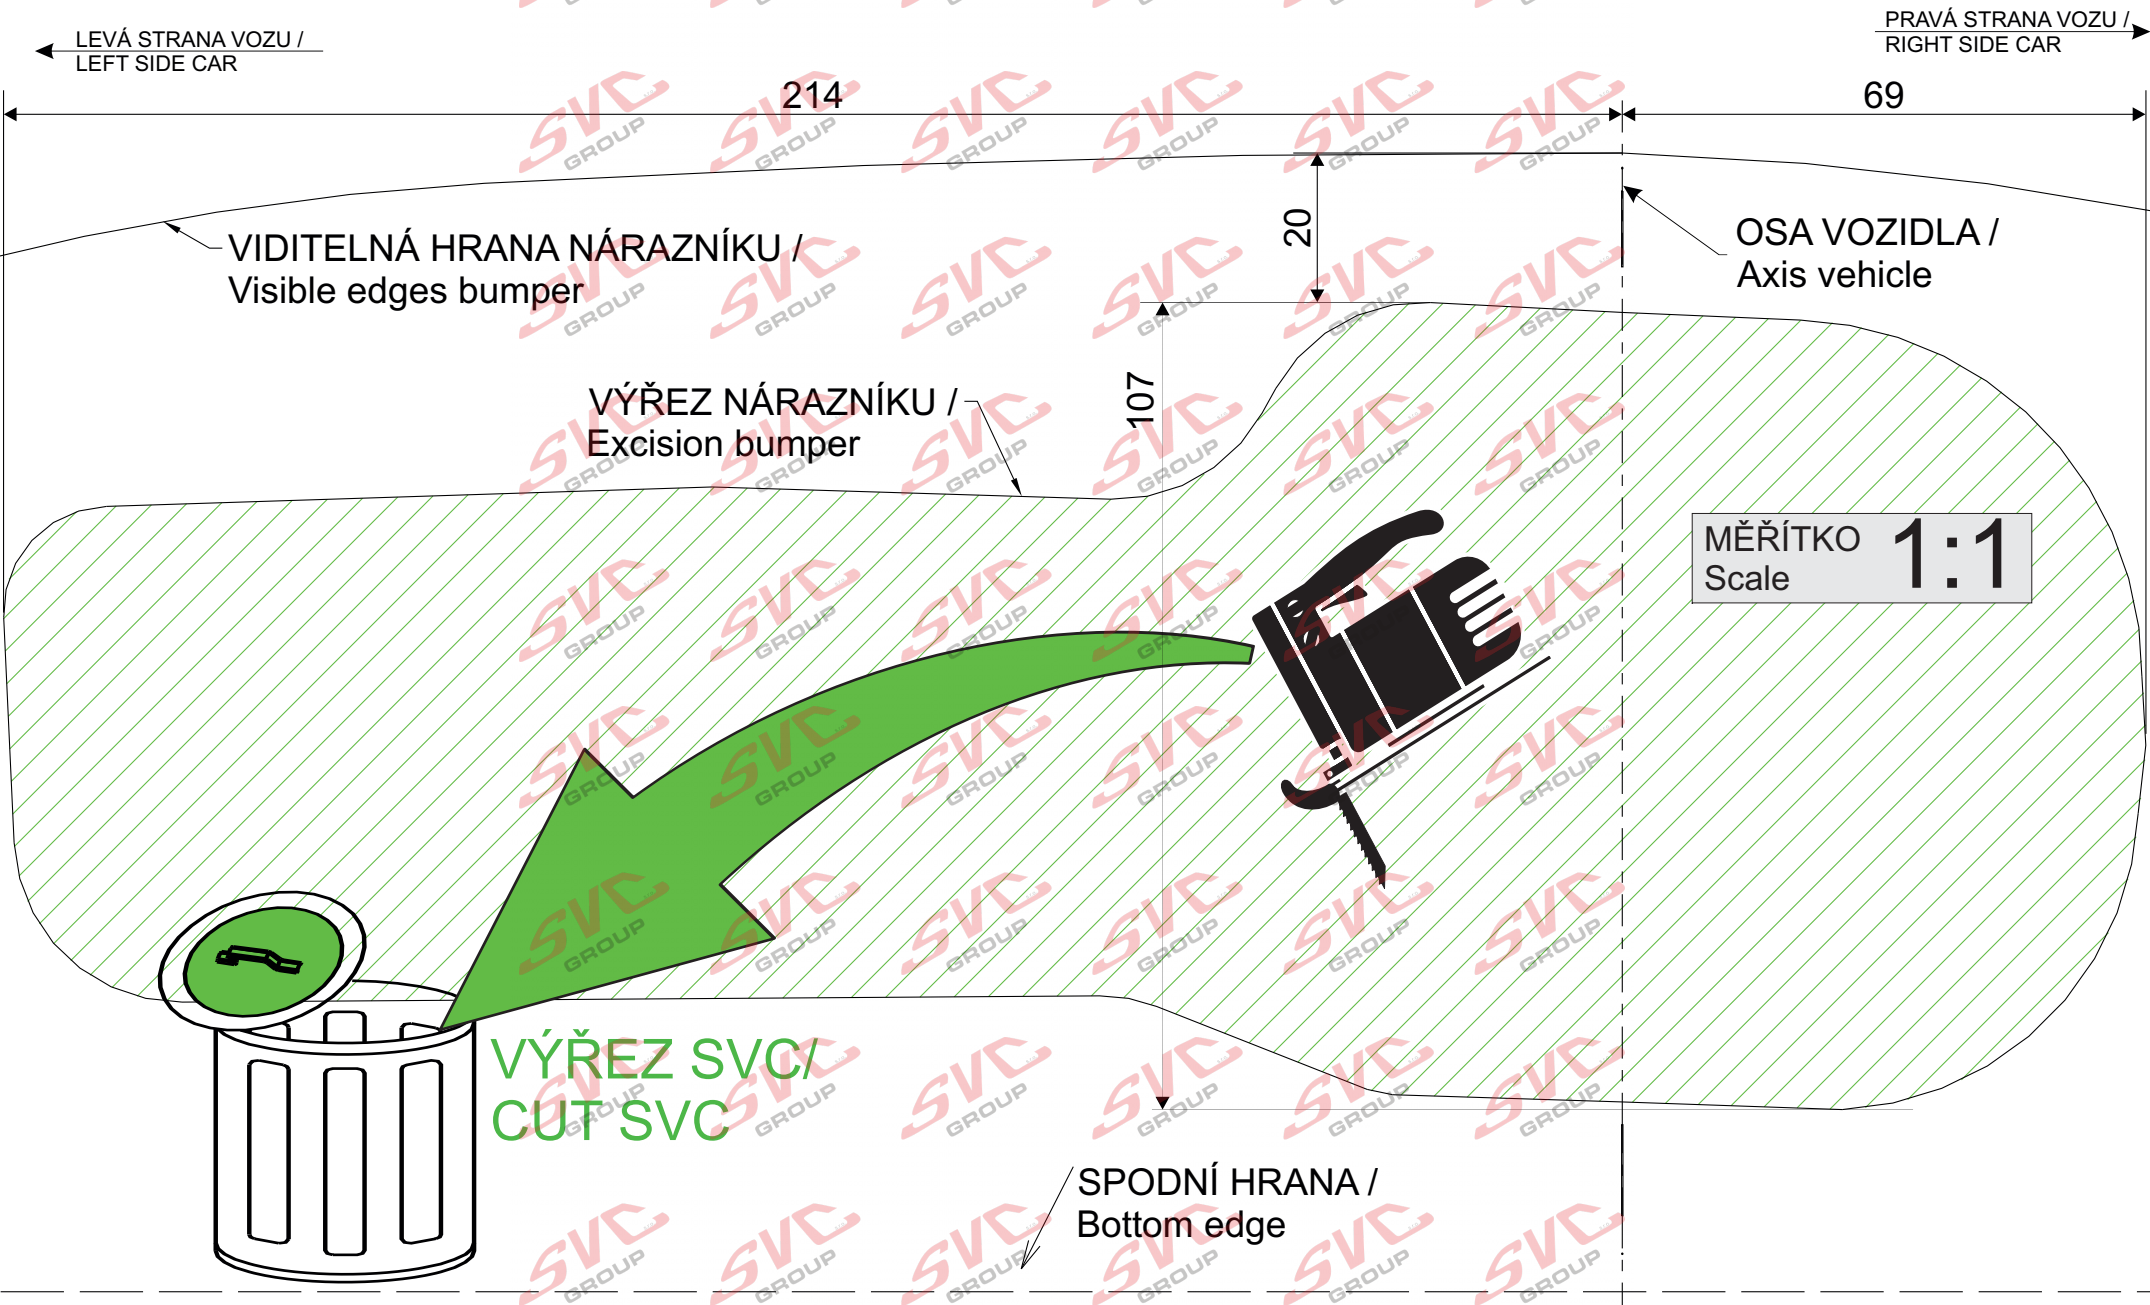 LEVÁ STRANA VOZU /
LEFT SIDE CAR
PRAVÁ STRANA VOZU /
RIGHT SIDE CAR
214
69
20
VIDITELNÁ HRANA NÁRAZNÍKU /
Visible edges bumper
OSA VOZIDLA /
Axis vehicle
107
VÝŘEZ NÁRAZNÍKU /
Excision bumper
MĚŘÍTKO 1:1
Scale
VÝŘEZ SVC/
CUT SVC
SPODNÍ HRANA /
Bottom edge
SVC
GROUP